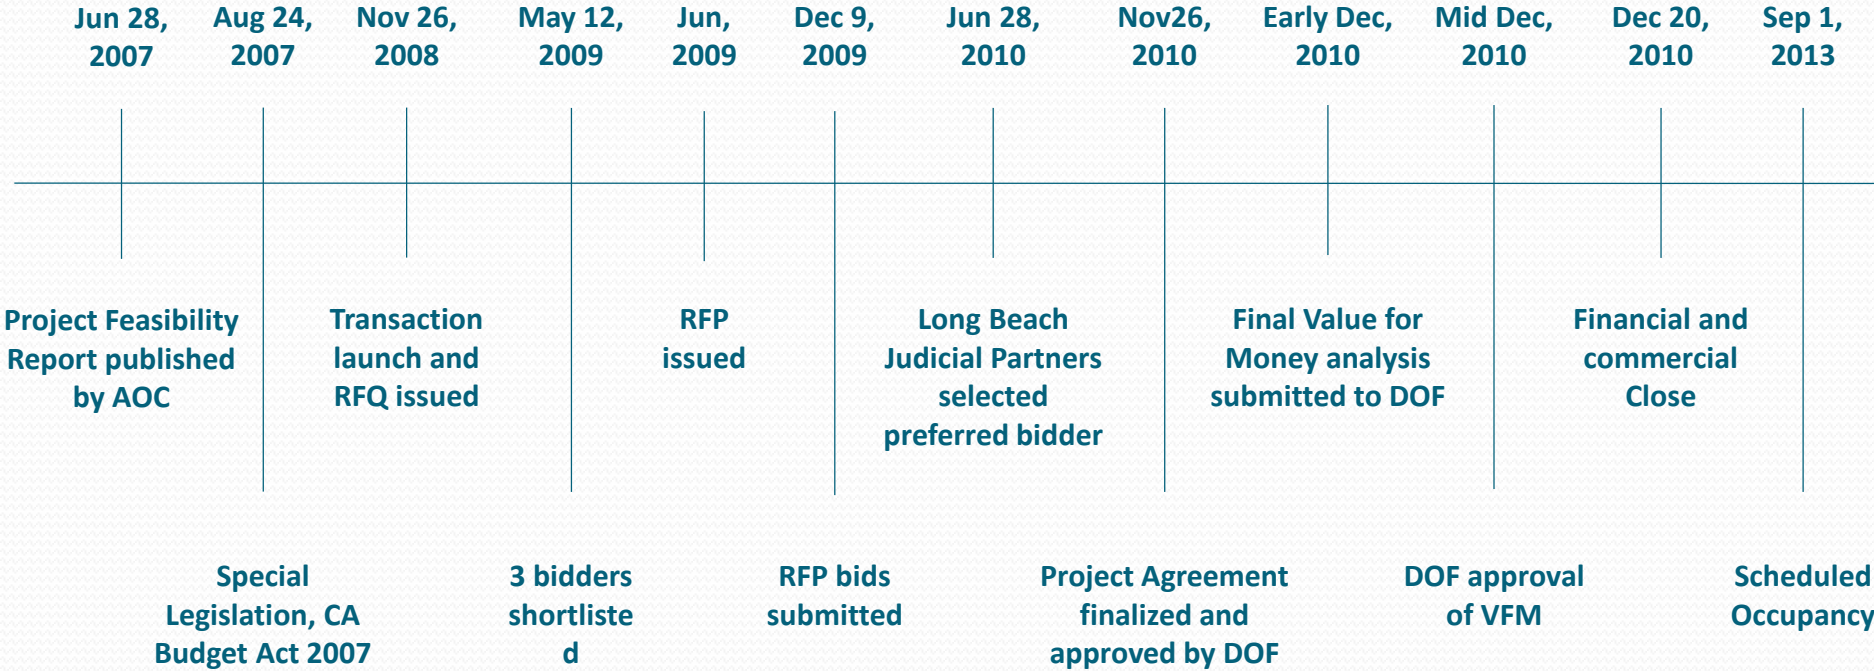 Jun 28,
2007
Aug 24,
2007
Nov 26,
2008
May 12,
2009
Jun,
2009
Dec 9,
2009
Jun 28,
2010
Nov26,
2010
Early Dec,
2010
Mid Dec,
2010
Dec 20,
2010
Sep 1,
2013
Project Feasibility
Report published
by AOC
Transaction
launch and
RFQ issued
RFP
issued
Long Beach
Judicial Partners
selected
preferred bidder
Final Value for
Money analysis
submitted to DOF
Financial and
commercial
Close
Special
Legislation, CA
Budget Act 2007
3 bidders
shortliste
d
RFP bids
submitted
Project Agreement
finalized and
approved by DOF
DOF approval
of VFM
Scheduled
Occupancy